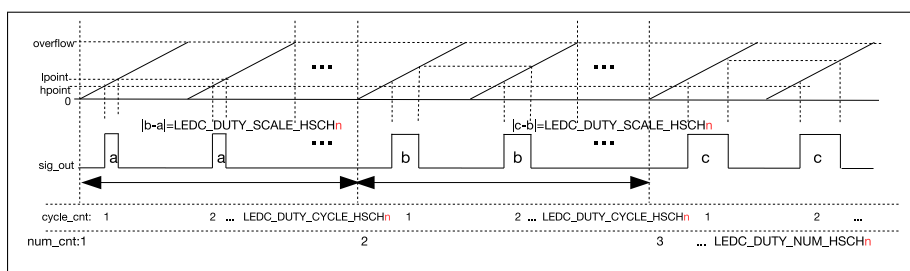 overflow
lpoint
hpoint
0
|b-a|=LEDC_DUTY_SCALE_HSCHn |c-b|=LEDC_DUTY_SCALE_HSCHn
sig_out a a b b c c
cycle_cnt: 1 2 ... LEDC_DUTY_CYCLE_HSCHn 1 2 ... LEDC_DUTY_CYCLE_HSCHn 1 2 ...
num_cnt:1 2 3 ... LEDC_DUTY_NUM_HSCHn